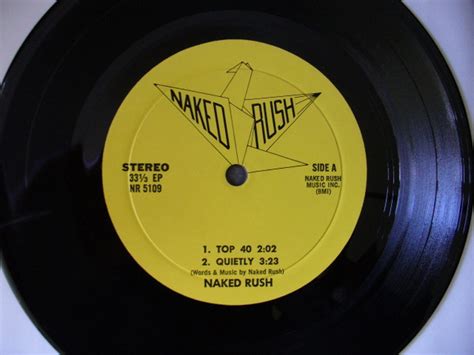 NAKED RUSH
STEREO
33⅓ EP
NR 5109
SIDE A
NAKED RUSH
MUSIC INC.
(BMI)
1. TOP 40 2:02
2. QUIETLY 3:23
(Words & Music by Naked Rush)
NAKED RUSH